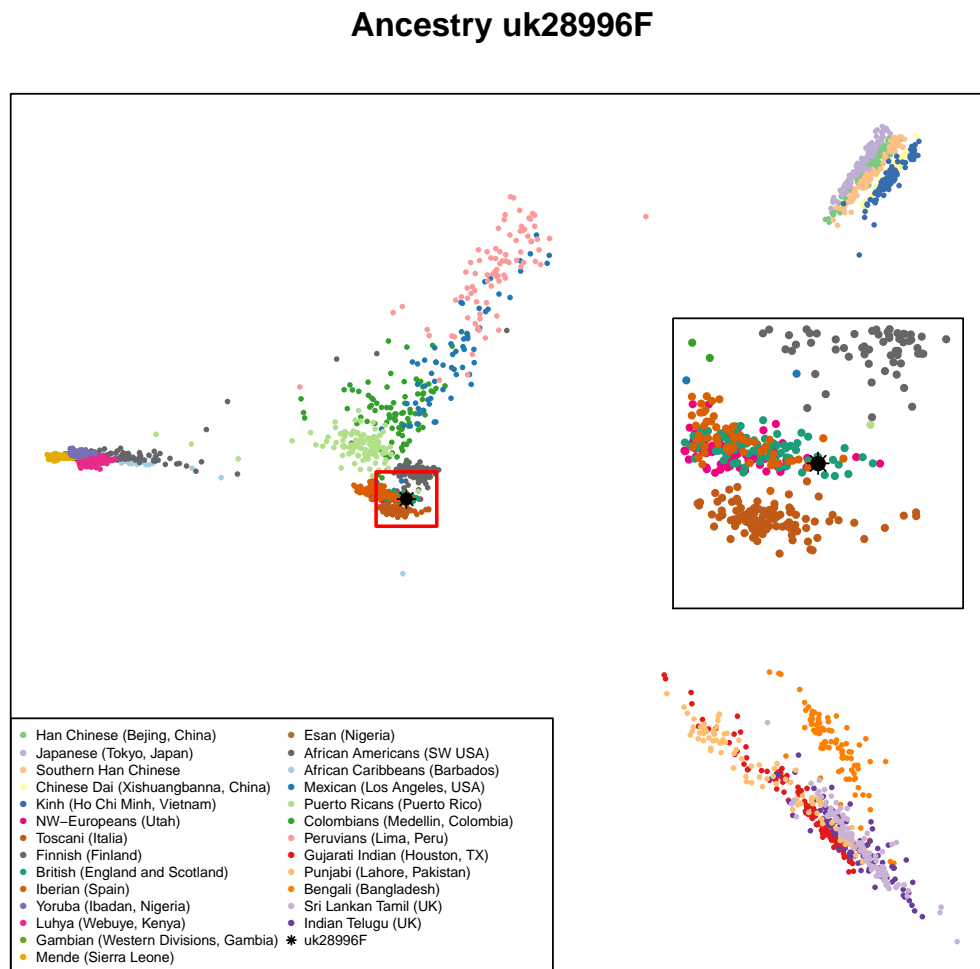 Ancestry uk28996F
Han Chinese (Bejing, China)
Japanese (Tokyo, Japan)
Southern Han Chinese
Chinese Dai (Xishuangbanna, China)
Kinh (Ho Chi Minh, Vietnam)
NW−Europeans (Utah)
Toscani (Italia)
Finnish (Finland)
British (England and Scotland)
Iberian (Spain)
Yoruba (Ibadan, Nigeria)
Luhya (Webuye, Kenya)
Gambian (Western Divisions, Gambia)
Mende (Sierra Leone)
Esan (Nigeria)
African Americans (SW USA)
African Caribbeans (Barbados)
Mexican (Los Angeles, USA)
Puerto Ricans (Puerto Rico)
Colombians (Medellin, Colombia)
Peruvians (Lima, Peru)
Gujarati Indian (Houston, TX)
Punjabi (Lahore, Pakistan)
Bengali (Bangladesh)
Sri Lankan Tamil (UK)
Indian Telugu (UK)
uk28996F